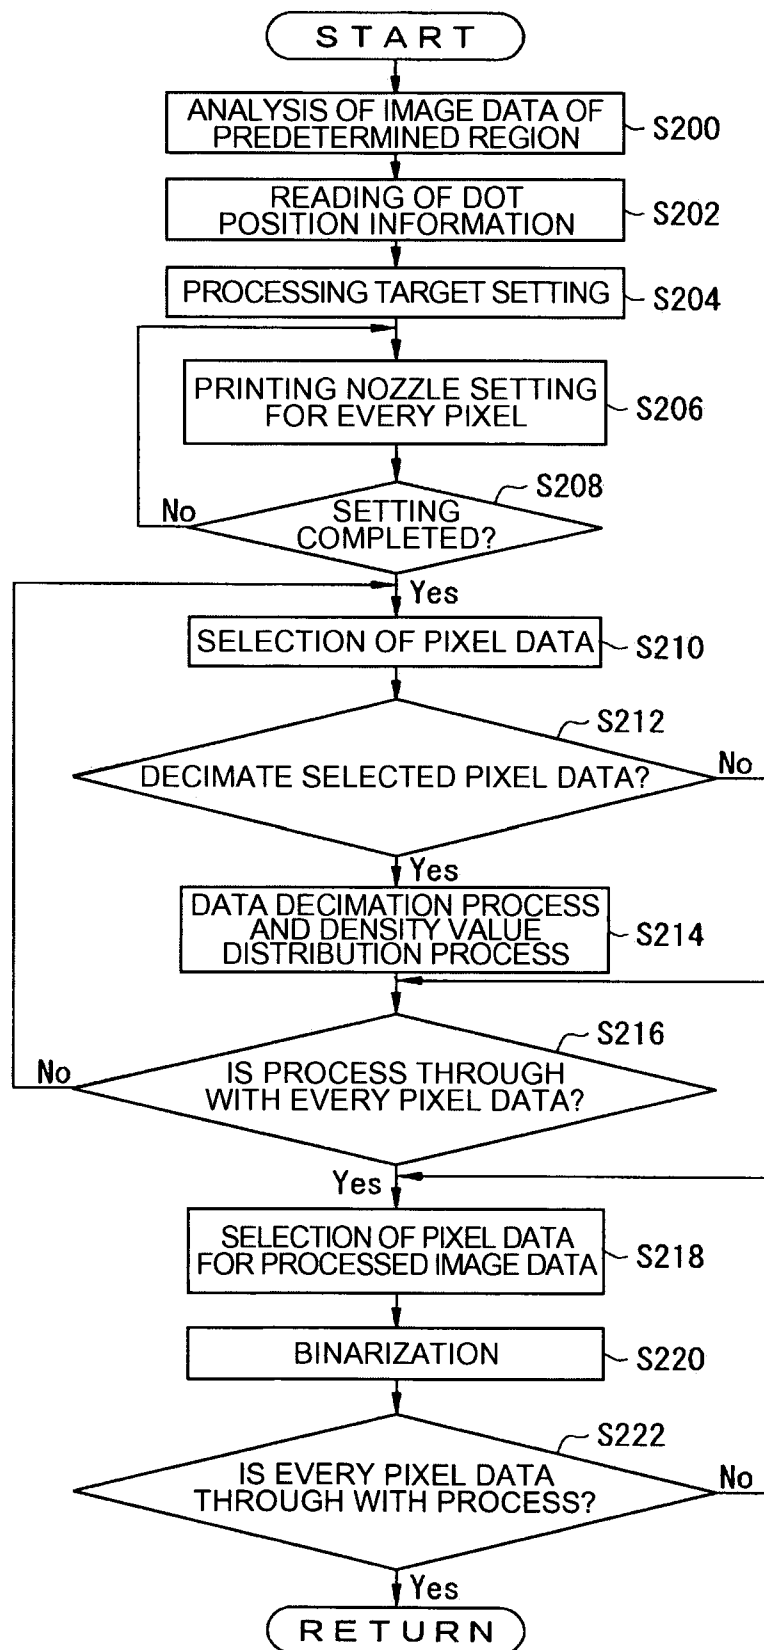 START
ANALYSIS OF IMAGE DATA OF
PREDETERMINED REGION
S200
READING OF DOT
POSITION INFORMATION
S202
PROCESSING TARGET SETTING
S204
PRINTING NOZZLE SETTING
FOR EVERY PIXEL
S206
S208
No
SETTING
COMPLETED?
Yes
SELECTION OF PIXEL DATA
S210
S212
DECIMATE SELECTED PIXEL DATA?
No
Yes
DATA DECIMATION PROCESS
AND DENSITY VALUE
DISTRIBUTION PROCESS
S214
S216
No
IS PROCESS THROUGH
WITH EVERY PIXEL DATA?
Yes
SELECTION OF PIXEL DATA
FOR PROCESSED IMAGE DATA
S218
BINARIZATION
S220
S222
IS EVERY PIXEL DATA
THROUGH WITH PROCESS?
No
Yes
RETURN